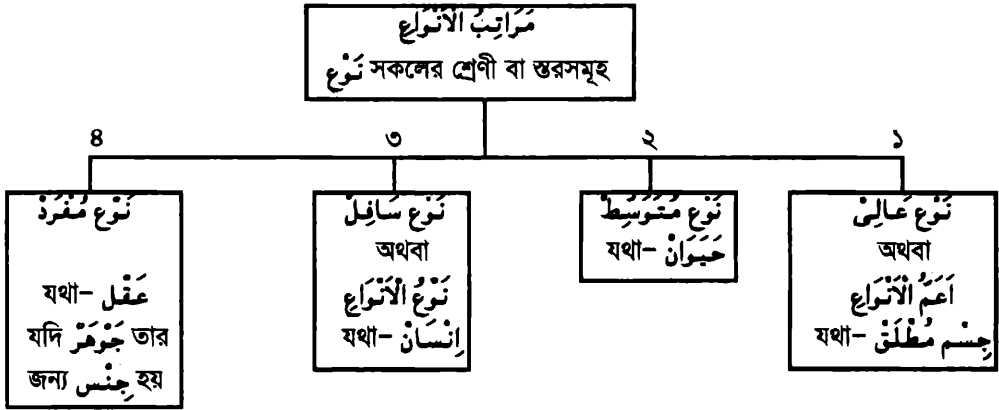 مَرَاتِبُ الْاَنْوَاعِ
نَوْع সকলের শ্রেণী বা স্তরসমূহ
১
نَوْع عَالِىْ
অথবা
اَعَمُّ الْاَنْوَاعِ
যথা– جِسْم مُطْلَقْ
২
نَوْع مُتَوَسِّطْ
যথা– حَيَوَانْ
৩
نَوْع سَافِلْ
অথবা
نَوْعُ الْاَنْوَاعِ
যথা– اِنْسَانْ
৪
نَوْع مُفْرَدْ
যথা– عَقْل
যদি جَوْهَرْ তার
জন্য جِنْس হয়